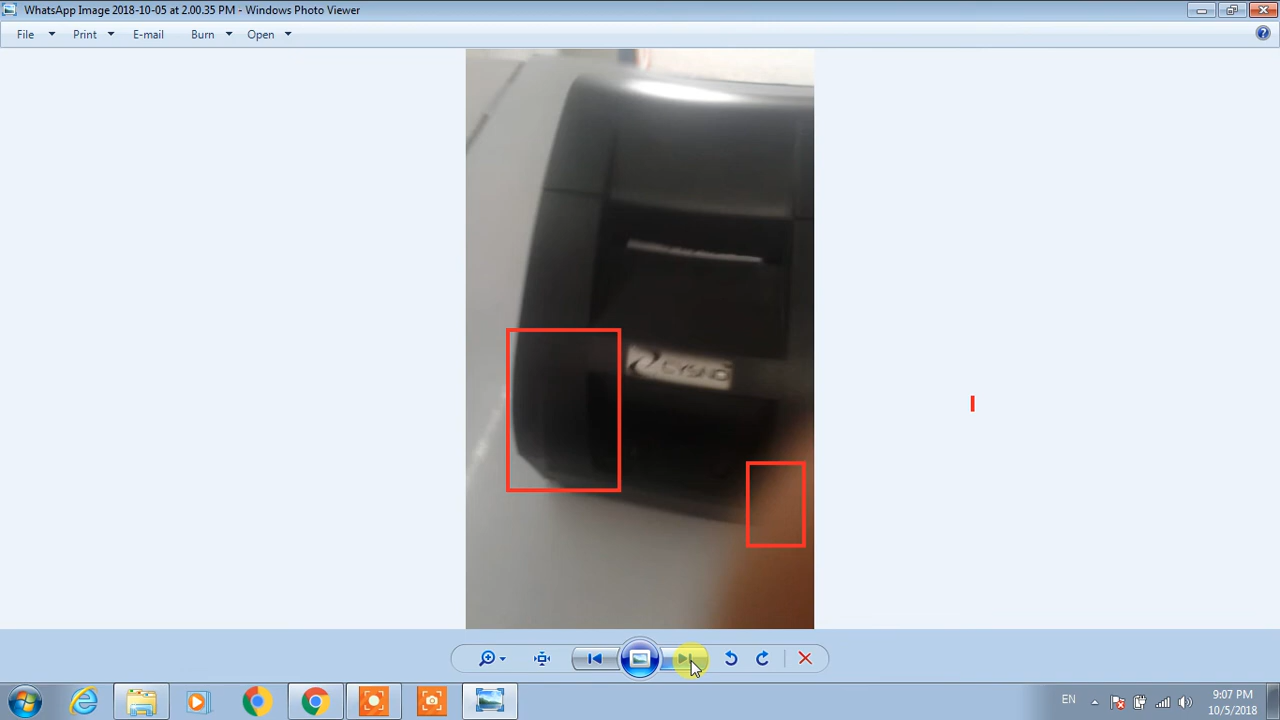 WhatsApp Image 2018-10-05 at 2.00.35 PM - Windows Photo Viewer
File Print E-mail Burn Open
EN
9:07 PM
10/5/2018